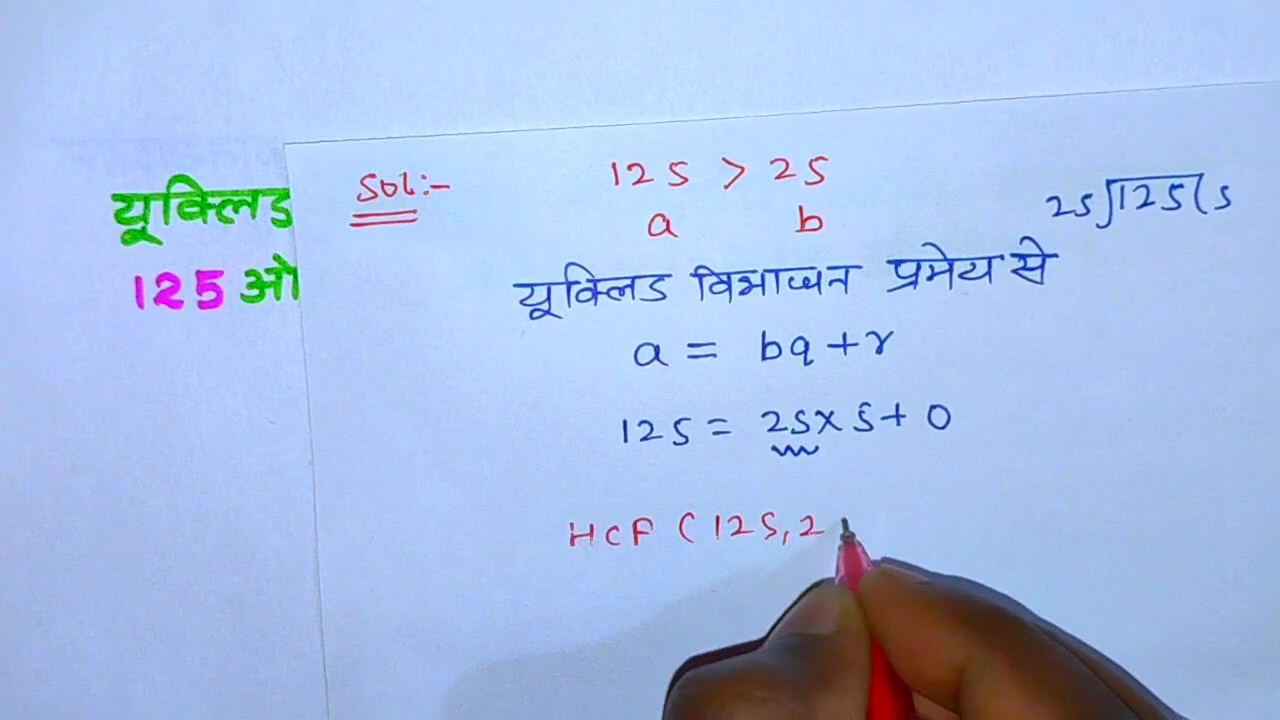 यूक्लिड
125 ओ
Sol:-
125 > 25
a b
25)125(5
यूक्लिड विभाजन प्रमेय से
a = bq + r
125 = 25 x 5 + 0
HCF (125, 2